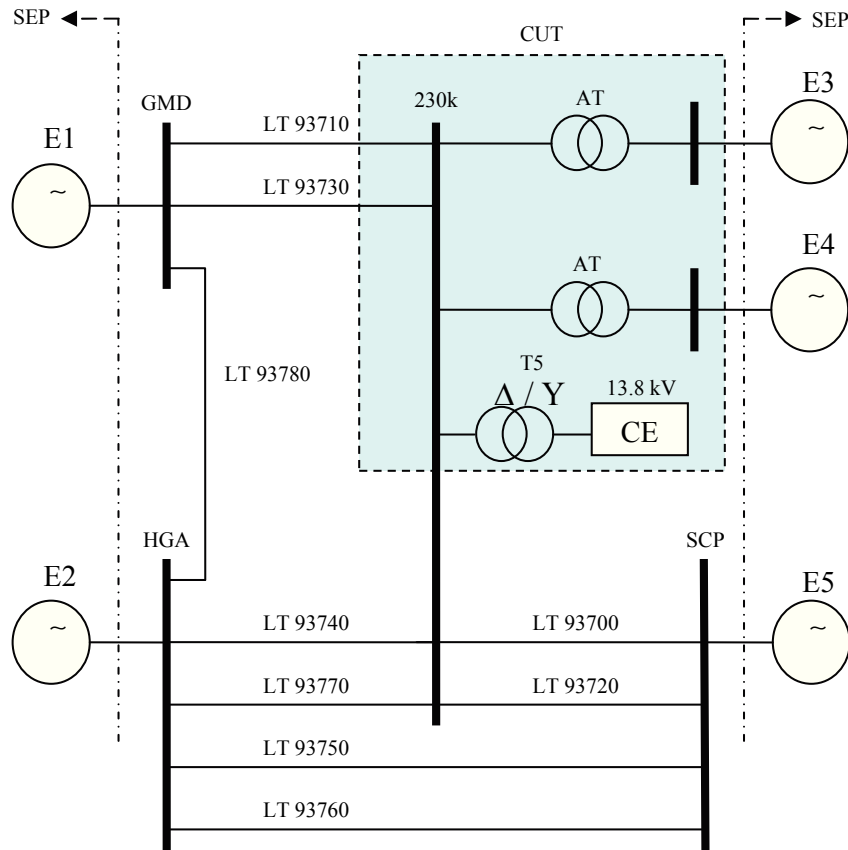 SEP
SEP
CUT
E3
GMD
230k
AT
LT 93710
E1
~
~
LT 93730
E4
AT
~
LT 93780
T5
13.8 kV
Δ / Y
CE
HGA
SCP
E2
E5
LT 93740
LT 93700
~
~
LT 93770
LT 93720
LT 93750
LT 93760